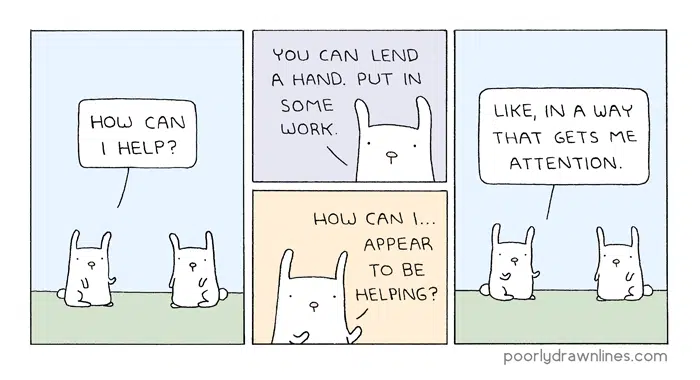 HOW CAN
I HELP?
YOU CAN LEND
A HAND. PUT IN
SOME
WORK.
HOW CAN I...
APPEAR
TO BE
HELPING?
LIKE, IN A WAY
THAT GETS ME
ATTENTION.
poorlydrawnlines.com